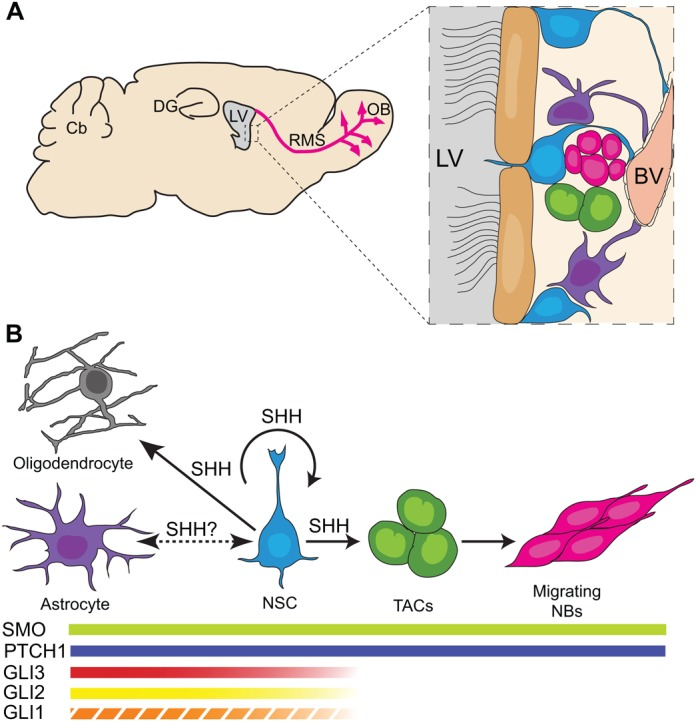 A
Cb
DG
LV
RMS
OB
LV
BV
B
Oligodendrocyte
SHH
SHH
SHH?
SHH
Astrocyte
NSC
TACs
Migrating
NBs
SMO
PTCH1
GLI3
GLI2
GLI1